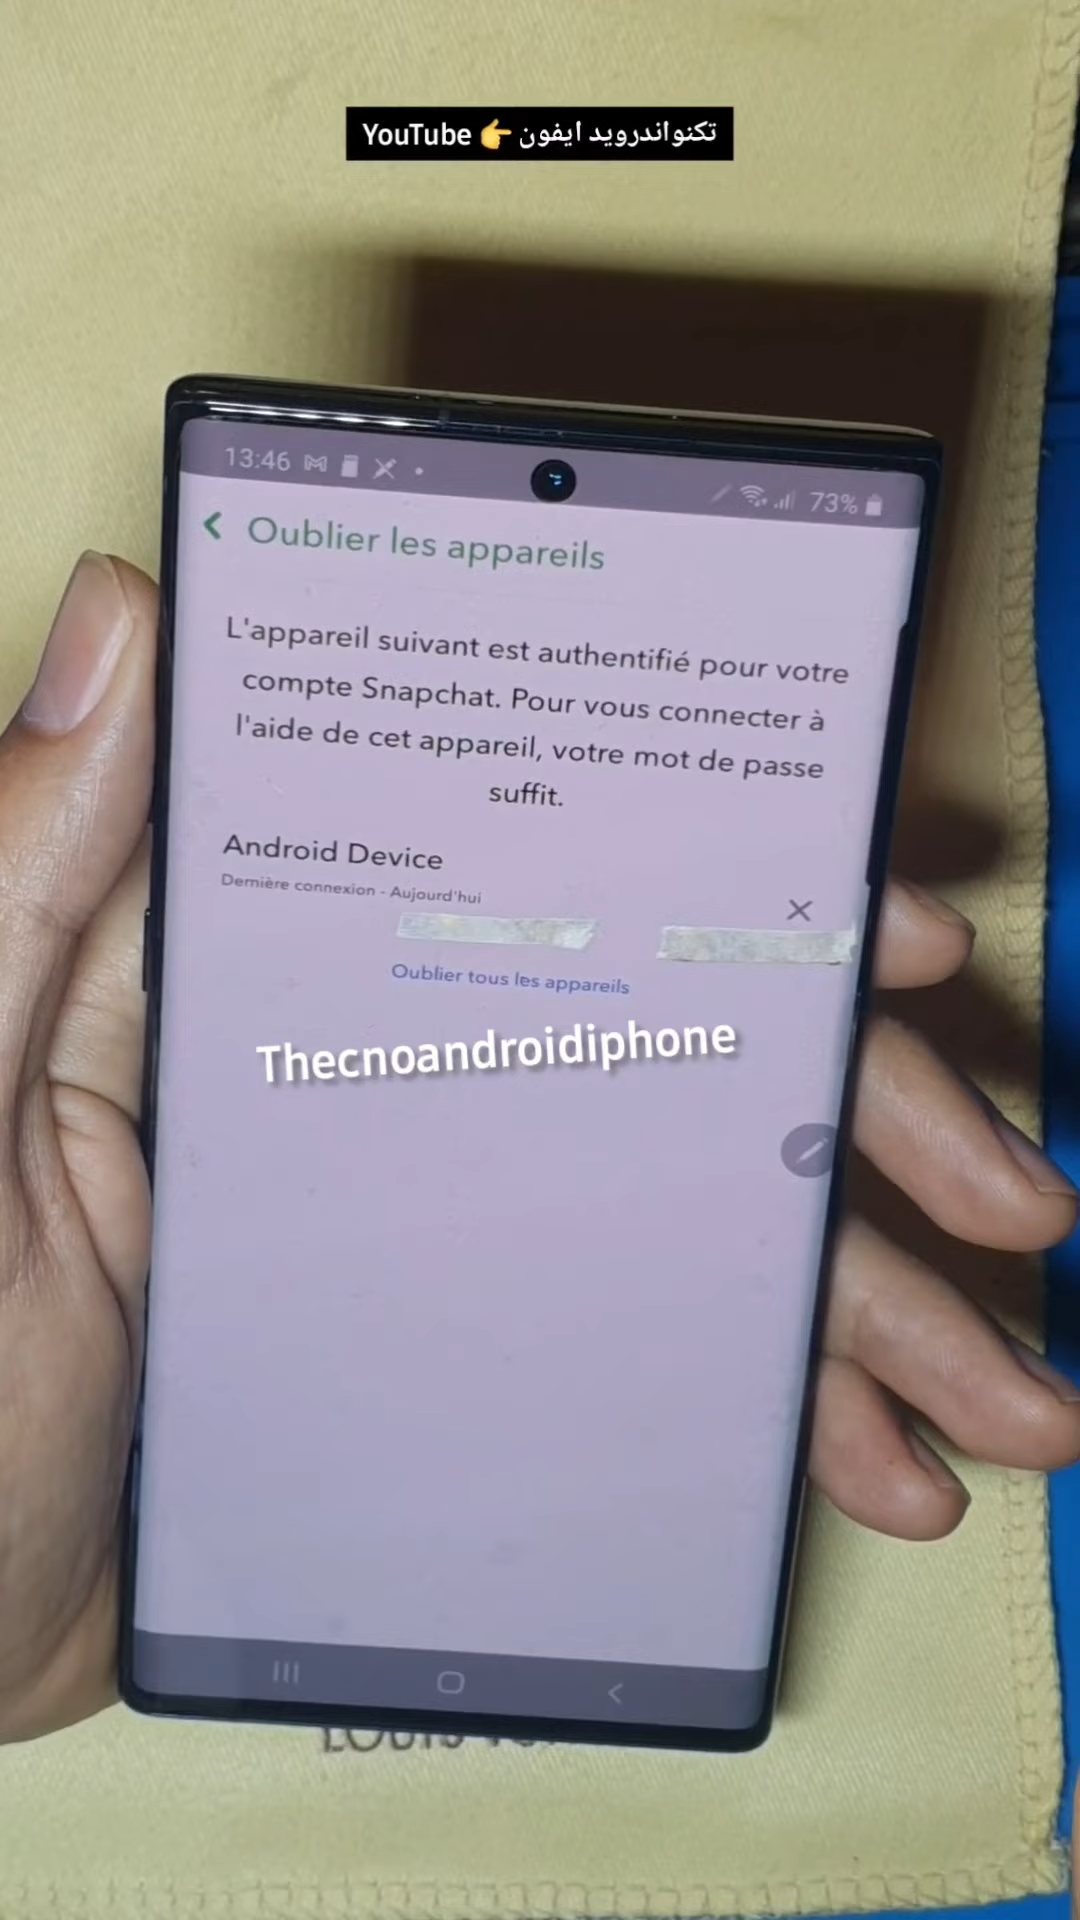 YouTube 👉 تكنواندرويد ايفون
13:46
73%
Oublier les appareils
L'appareil suivant est authentifié pour votre
compte Snapchat. Pour vous connecter à
l'aide de cet appareil, votre mot de passe
suffit.
Android Device
Dernière connexion - Aujourd'hui
Oublier tous les appareils
Thecnoandroidiphone